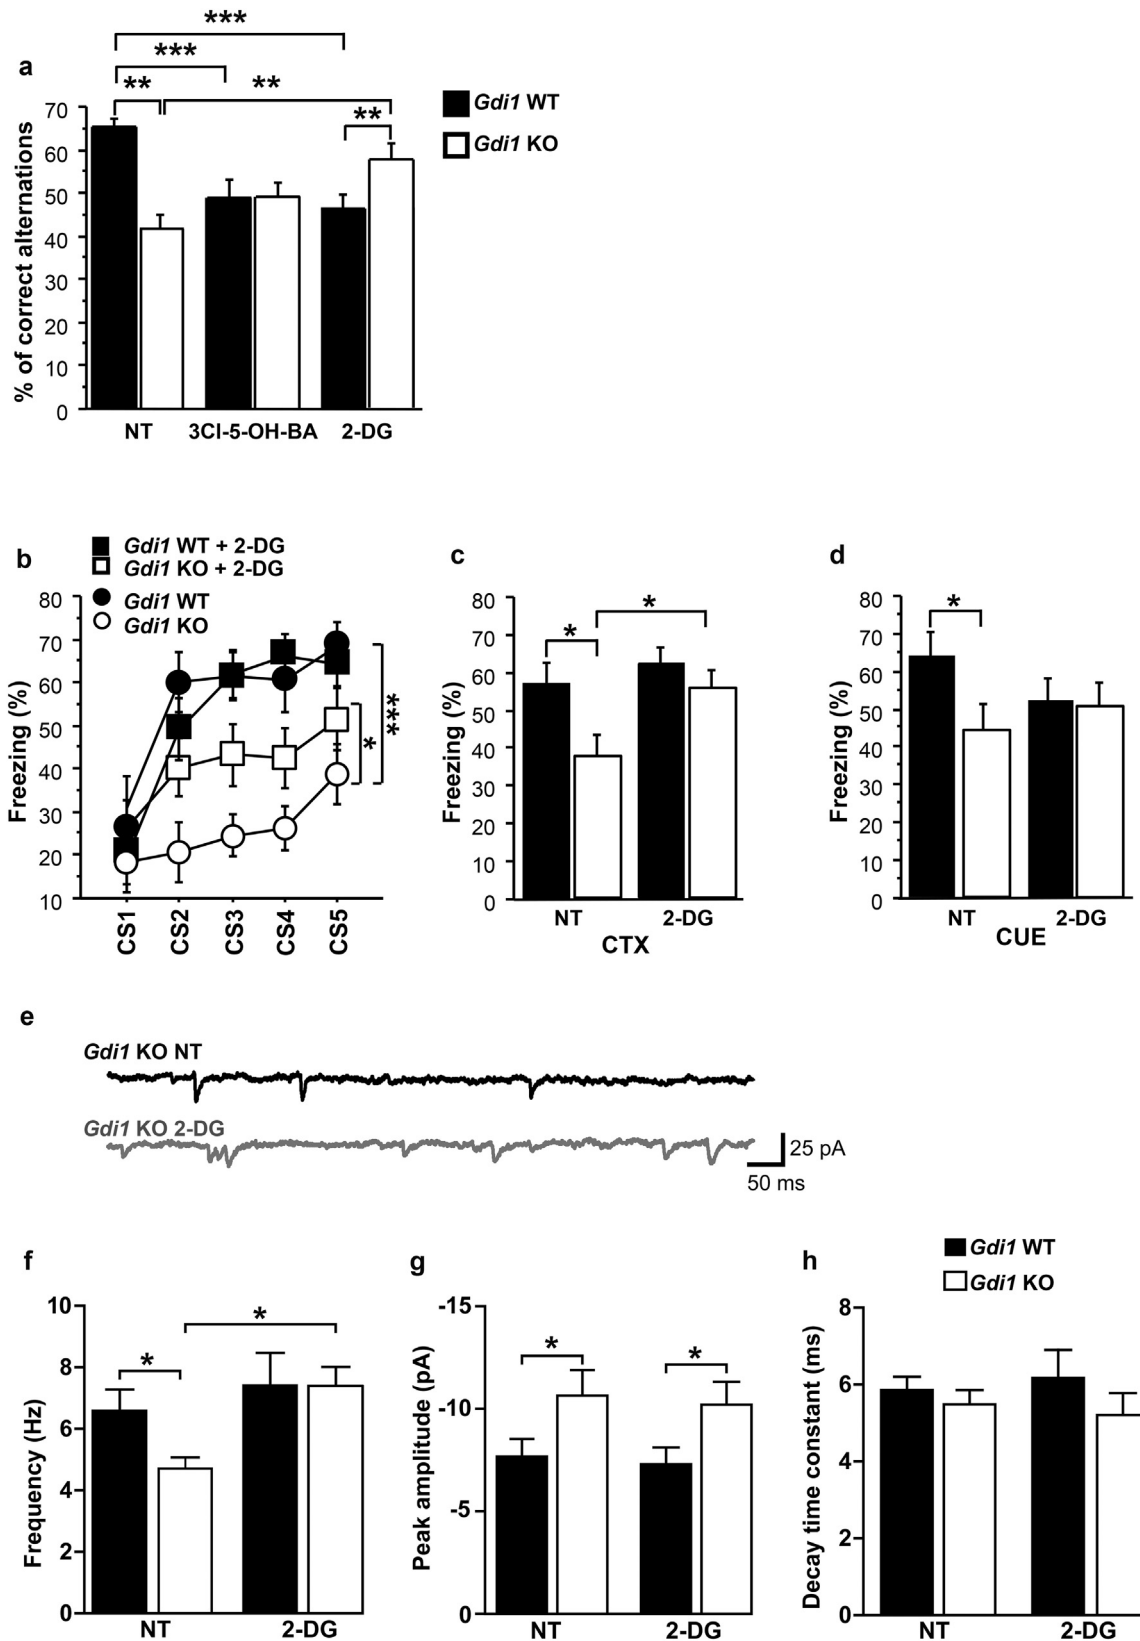 a
***
***
**
**
**
Gdi1 WT
Gdi1 KO
% of correct alternations
70
60
50
40
30
20
10
0
NT
3Cl-5-OH-BA
2-DG
b
Gdi1 WT + 2-DG
Gdi1 KO + 2-DG
Gdi1 WT
Gdi1 KO
Freezing (%)
80
70
60
50
40
30
20
10
*
***
CS1
CS2
CS3
CS4
CS5
c
Freezing (%)
80
70
60
50
40
30
20
10
0
*
*
NT
2-DG
CTX
d
Freezing (%)
80
70
60
50
40
30
20
10
0
*
NT
2-DG
CUE
e
Gdi1 KO NT
Gdi1 KO 2-DG
25 pA
50 ms
f
Frequency (Hz)
10
8
6
4
2
0
*
*
NT
2-DG
g
Peak amplitude (pA)
-15
-10
-5
0
*
*
NT
2-DG
h
Gdi1 WT
Gdi1 KO
Decay time constant (ms)
8
6
4
2
0
NT
2-DG